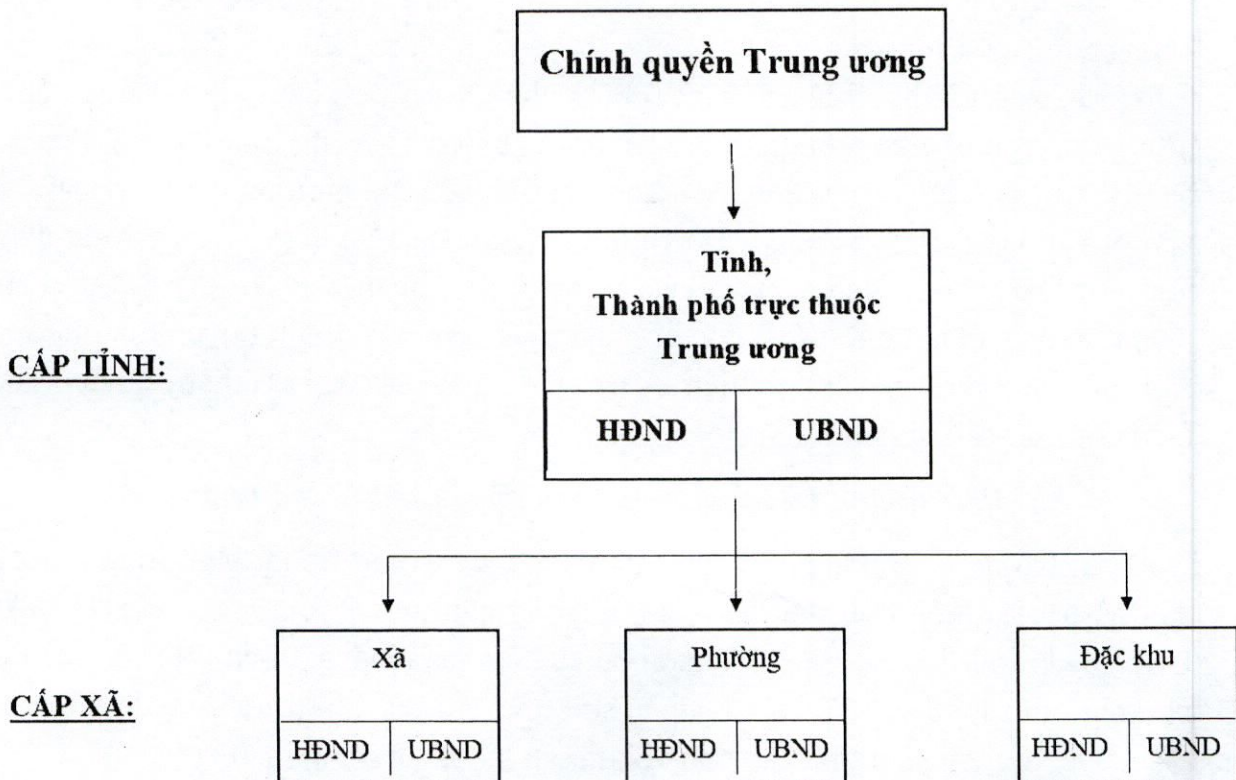 Chính quyền Trung ương
Tỉnh,
Thành phố trực thuộc
Trung ương
CẤP TỈNH:
HĐND UBND
Xã Phường Đặc khu
CẤP XÃ:
HĐND UBND HĐND UBND HĐND UBND